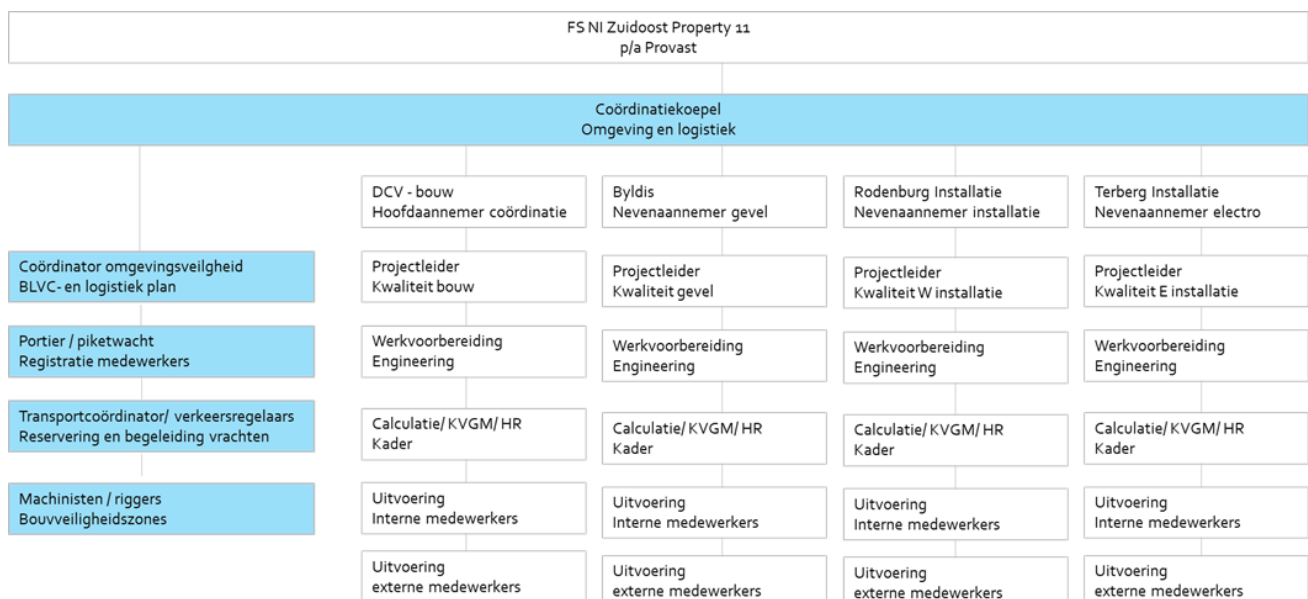 FS NI Zuidoost Property 11
p/a Provast
Coördinatiekoepel
Omgeving en logistiek
DCV - bouw
Hoofdaannemer coördinatie
Byldis
Nevenaannemer gevel
Rodenburg Installatie
Nevenaannemer installatie
Terberg Installatie
Nevenaannemer electro
Coördinator omgevingsveilgheid
BLVC- en logistiek plan
Projectleider
Kwaliteit bouw
Projectleider
Kwaliteit gevel
Projectleider
Kwaliteit W installatie
Projectleider
Kwaliteit E installatie
Portier / piketwacht
Registratie medewerkers
Werkvoorbereiding
Engineering
Werkvoorbereiding
Engineering
Werkvoorbereiding
Engineering
Werkvoorbereiding
Engineering
Transportcoördinator/ verkeersregelaars
Reservering en begeleiding vrachten
Calculatie/ KVGM/ HR
Kader
Calculatie/ KVGM/ HR
Kader
Calculatie/ KVGM/ HR
Kader
Calculatie/ KVGM/ HR
Kader
Machinisten / riggers
Bouvveiligheidszones
Uitvoering
Interne medewerkers
Uitvoering
Interne medewerkers
Uitvoering
Interne medewerkers
Uitvoering
Interne medewerkers
Uitvoering
externe medewerkers
Uitvoering
externe medewerkers
Uitvoering
externe medewerkers
Uitvoering
externe medewerkers